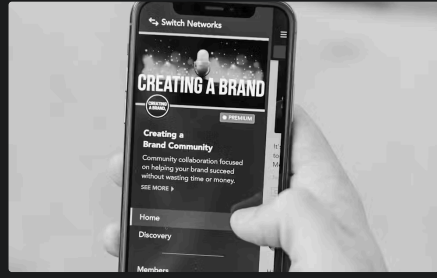 Switch Networks
CREATING A BRAND
CREATING
A BRAND
PREMIUM
Creating a
Brand Community
Community collaboration focused
on helping your brand succeed
without wasting time or money.
SEE MORE
Home
Discovery
Members